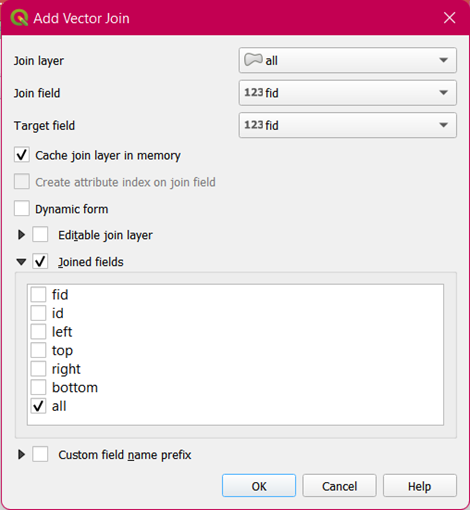 Add Vector Join
Join layer all
Join field 123 fid
Target field 123 fid
Cache join layer in memory
Create attribute index on join field
Dynamic form
Editable join layer
Joined fields
fid
id
left
top
right
bottom
all
Custom field name prefix
OK Cancel Help